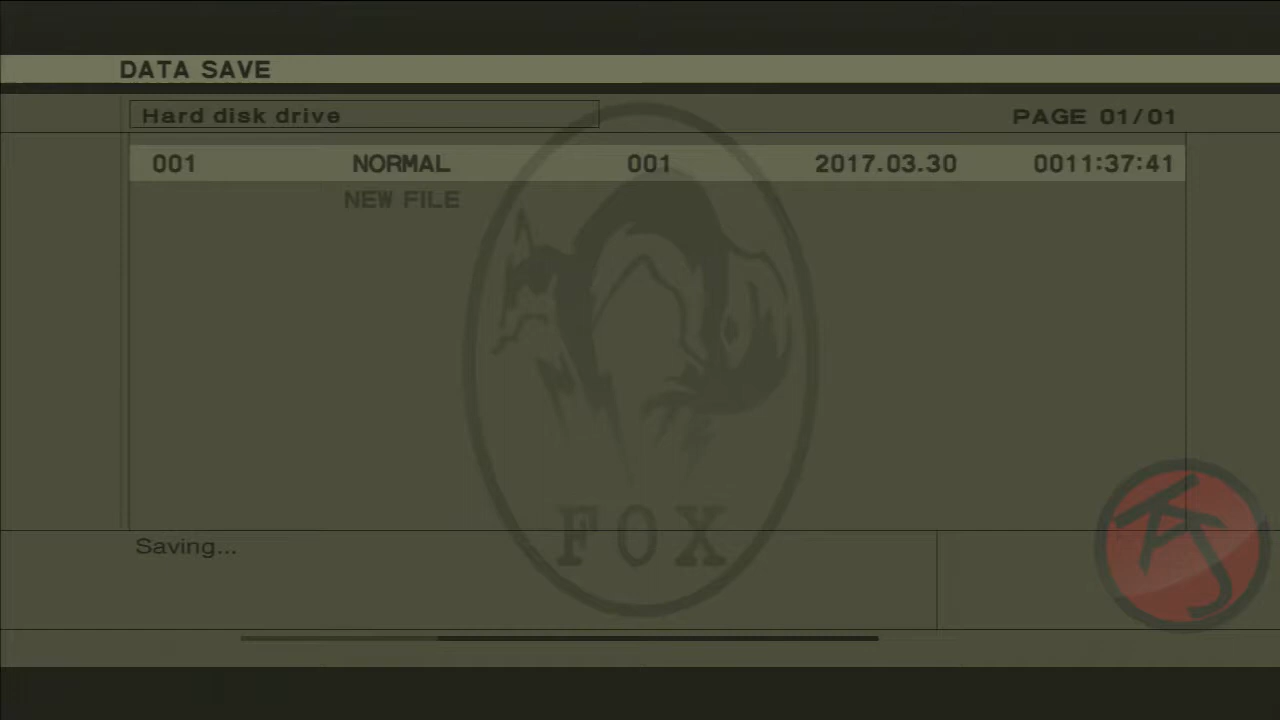 DATA SAVE
Hard disk drive
PAGE 01/01
001 NORMAL 001 2017.03.30 0011:37:41
NEW FILE
FOX
Saving...